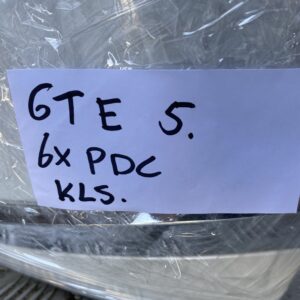 GTE 5.
6X PDC
KLS.